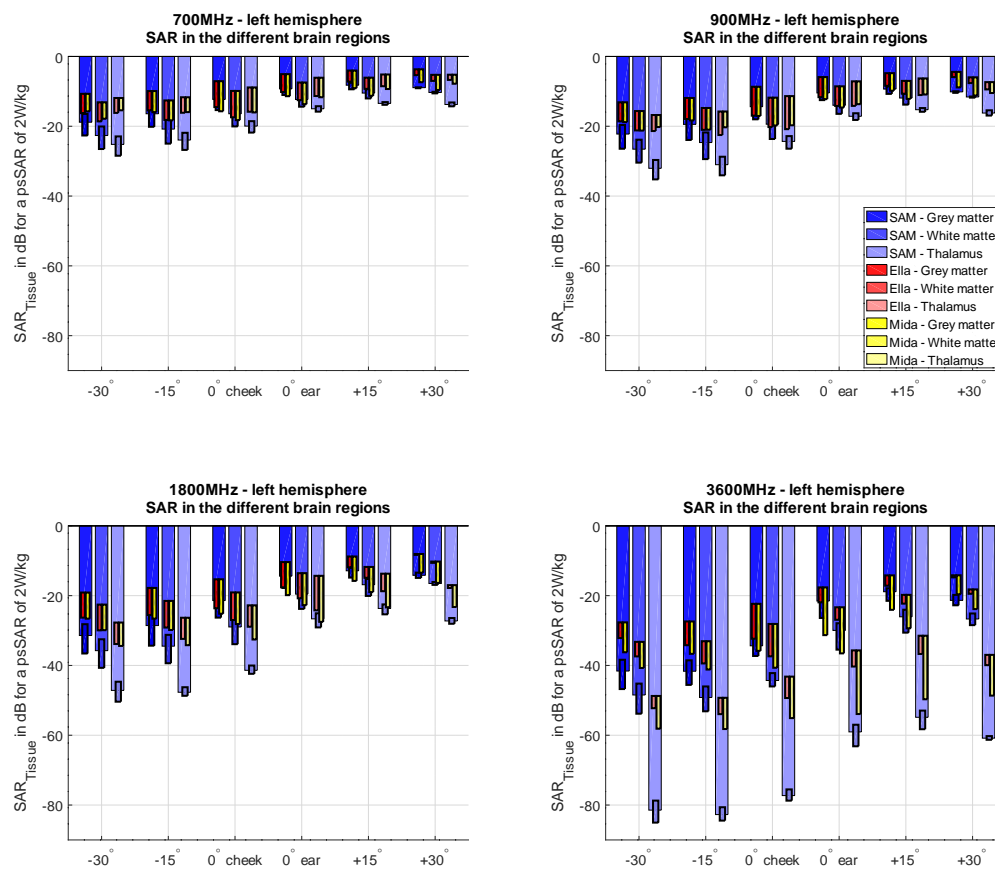 700MHz - left hemisphere
SAR in the different brain regions
SAR_Tissue in dB for a psSAR of 2W/kg
0
-20
-40
-60
-80
-30° -15° 0° cheek 0° ear +15° +30°
900MHz - left hemisphere
SAR in the different brain regions
SAR_Tissue in dB for a psSAR of 2W/kg
0
-20
-40
-60
-80
SAM - Grey matter
SAM - White matte
SAM - Thalamus
Ella - Grey matter
Ella - White matte
Ella - Thalamus
Mida - Grey matter
Mida - White matte
Mida - Thalamus
-30° -15° 0° cheek 0° ear +15° +30°
1800MHz - left hemisphere
SAR in the different brain regions
SAR_Tissue in dB for a psSAR of 2W/kg
0
-20
-40
-60
-80
-30° -15° 0° cheek 0° ear +15° +30°
3600MHz - left hemisphere
SAR in the different brain regions
SAR_Tissue in dB for a psSAR of 2W/kg
0
-20
-40
-60
-80
-30° -15° 0° cheek 0° ear +15° +30°